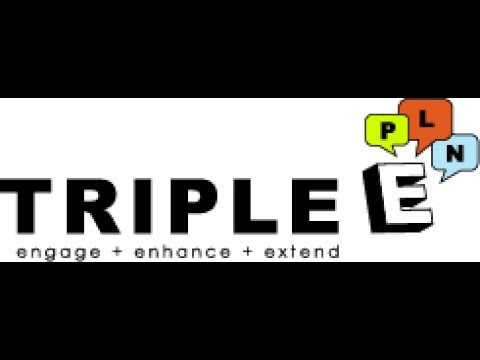 P L N
TRIPLE E
engage + enhance + extend